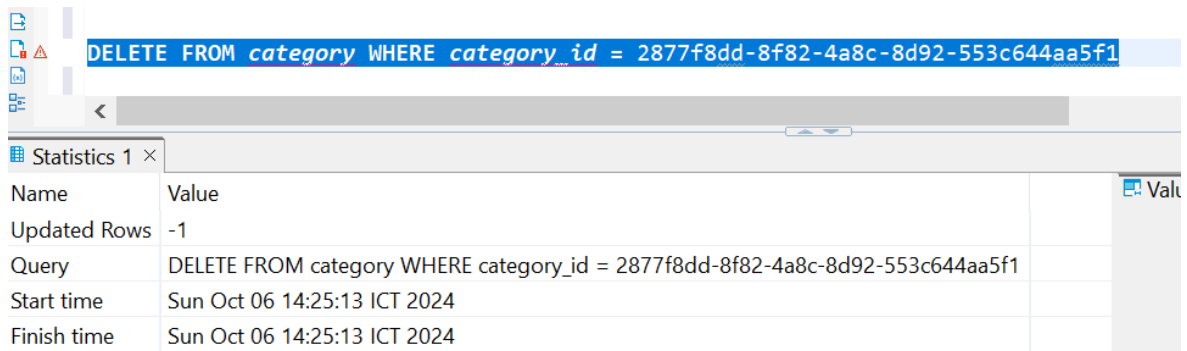 DELETE FROM category WHERE category_id = 2877f8dd-8f82-4a8c-8d92-553c644aa5f1
Statistics 1
Name Value
Valu
Updated Rows -1
Query DELETE FROM category WHERE category_id = 2877f8dd-8f82-4a8c-8d92-553c644aa5f1
Start time Sun Oct 06 14:25:13 ICT 2024
Finish time Sun Oct 06 14:25:13 ICT 2024